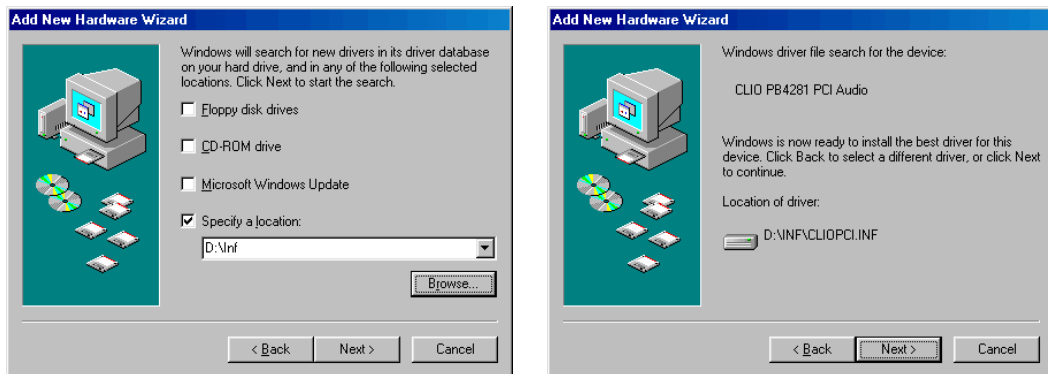 Add New Hardware Wizard
Windows will search for new drivers in its driver database
on your hard drive, and in any of the following selected
locations. Click Next to start the search.
Floppy disk drives
CD-ROM drive
Microsoft Windows Update
Specify a location:
D:\Inf
Browse...
< Back
Next >
Cancel
Add New Hardware Wizard
Windows driver file search for the device:
CLIO PB4281 PCI Audio
Windows is now ready to install the best driver for this
device. Click Back to select a different driver, or click Next
to continue.
Location of driver:
D:\INF\CLIOPCI.INF
< Back
Next >
Cancel